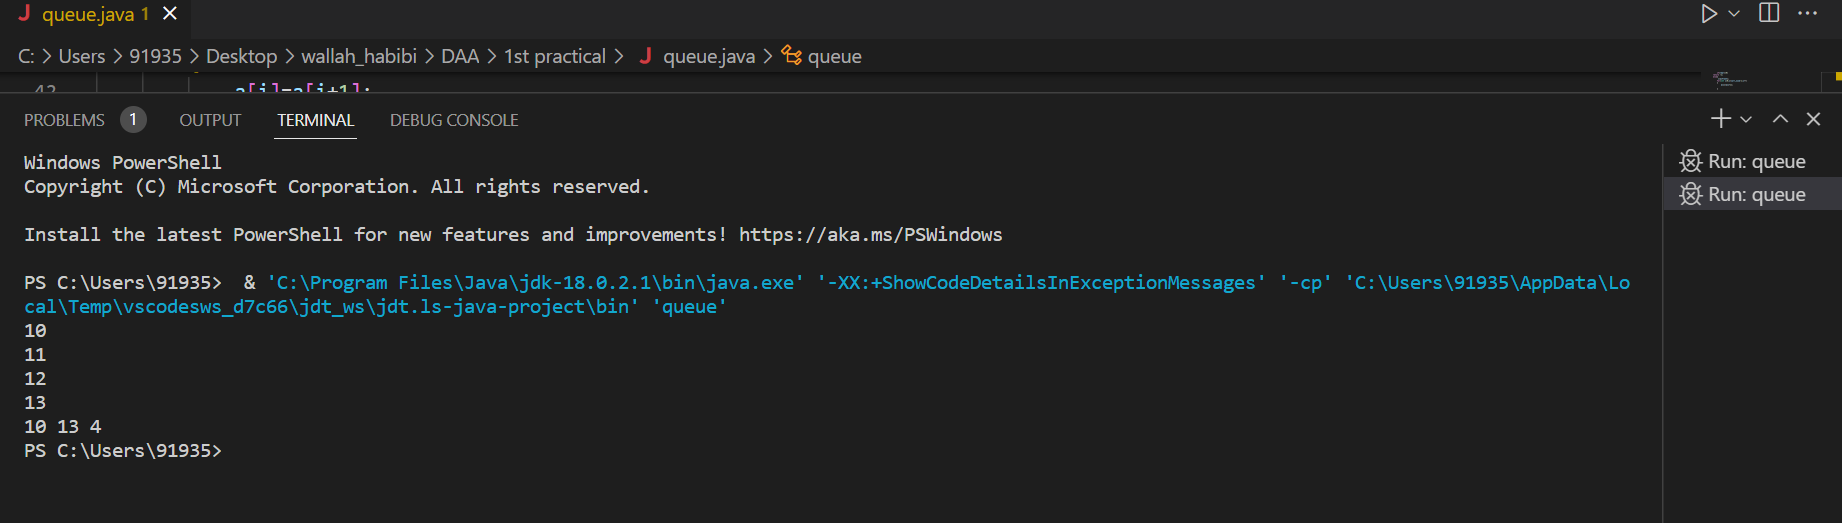 queue.java 1
C: > Users > 91935 > Desktop > wallah_habibi > DAA > 1st practical > J queue.java > queue
42 a[i]=a[i+1];
PROBLEMS 1 OUTPUT TERMINAL DEBUG CONSOLE
Windows PowerShell
Copyright (C) Microsoft Corporation. All rights reserved.
Install the latest PowerShell for new features and improvements! https://aka.ms/PSWindows
PS C:\Users\91935>  & 'C:\Program Files\Java\jdk-18.0.2.1\bin\java.exe' '-XX:+ShowCodeDetailsInExceptionMessages' '-cp' 'C:\Users\91935\AppData\Lo
cal\Temp\vscodesws_d7c66\jdt_ws\jdt.ls-java-project\bin' 'queue'
10
11
12
13
10 13 4
PS C:\Users\91935>
Run: queue
Run: queue